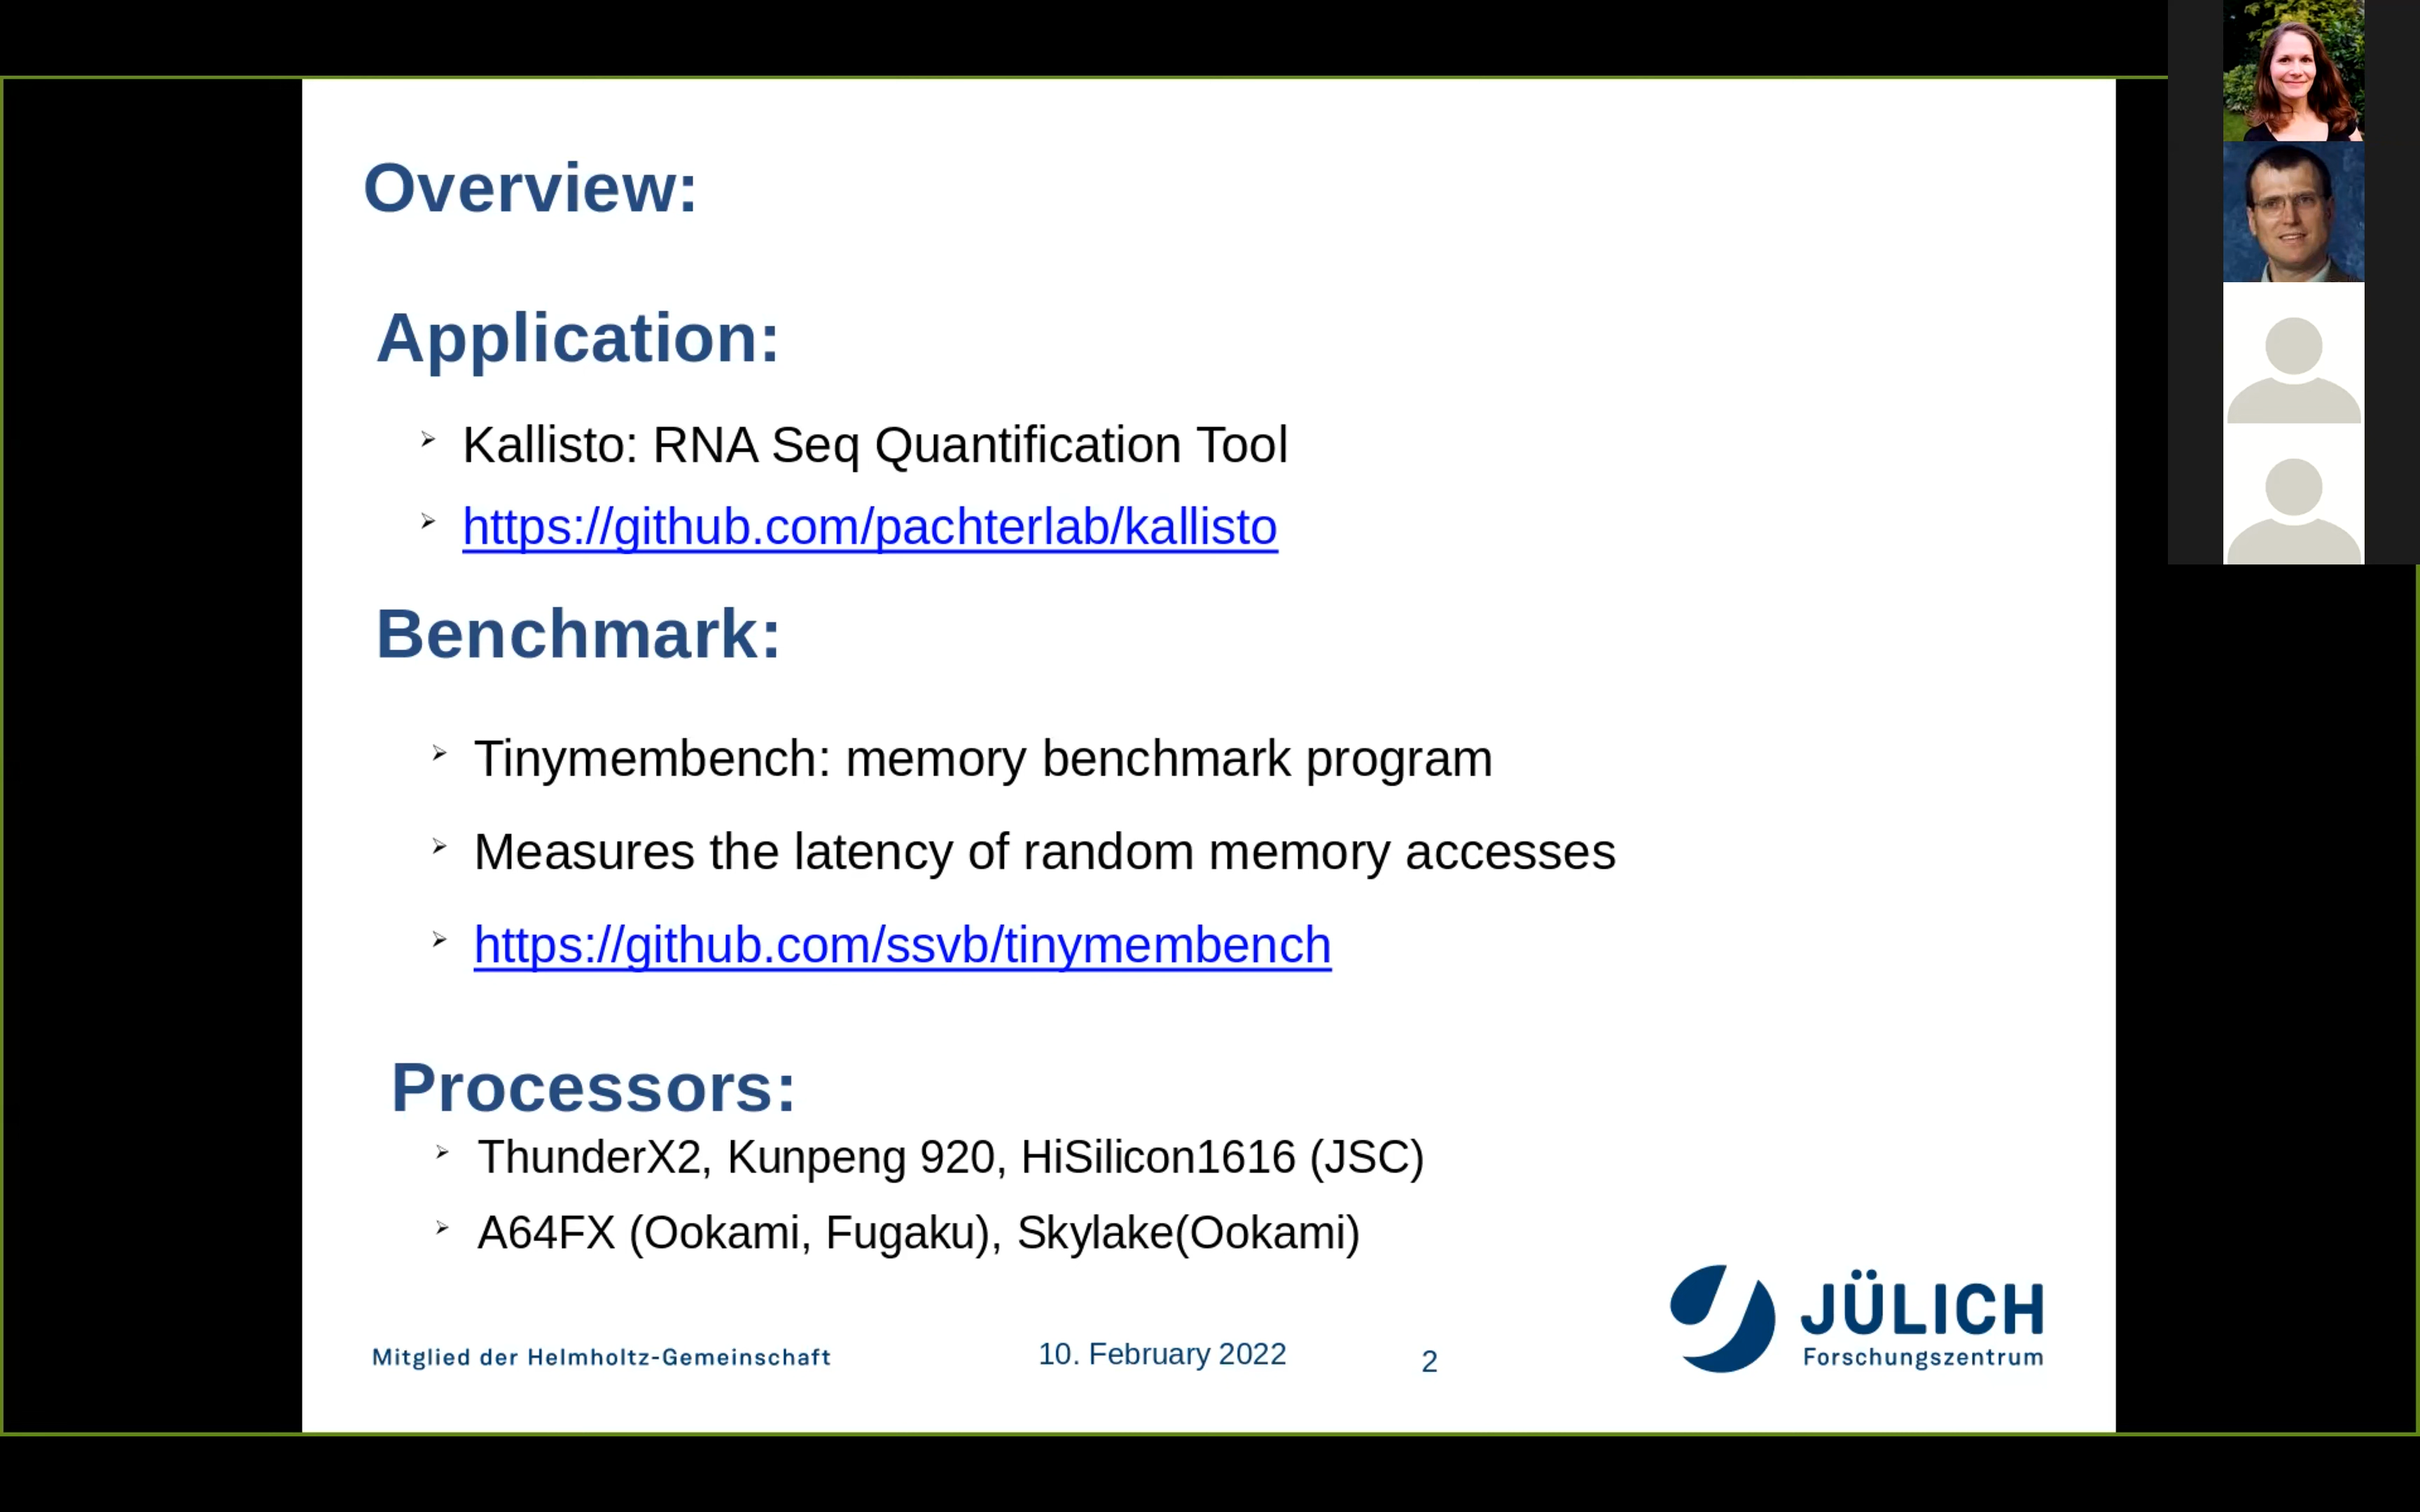 Overview:
Application:
Kallisto: RNA Seq Quantification Tool
https://github.com/pachterlab/kallisto
Benchmark:
Tinymembench: memory benchmark program
Measures the latency of random memory accesses
https://github.com/ssvb/tinymembench
Processors:
ThunderX2, Kunpeng 920, HiSilicon1616 (JSC)
A64FX (Ookami, Fugaku), Skylake(Ookami)
Mitglied der Helmholtz-Gemeinschaft
10. February 2022
2
JÜLICH
Forschungszentrum